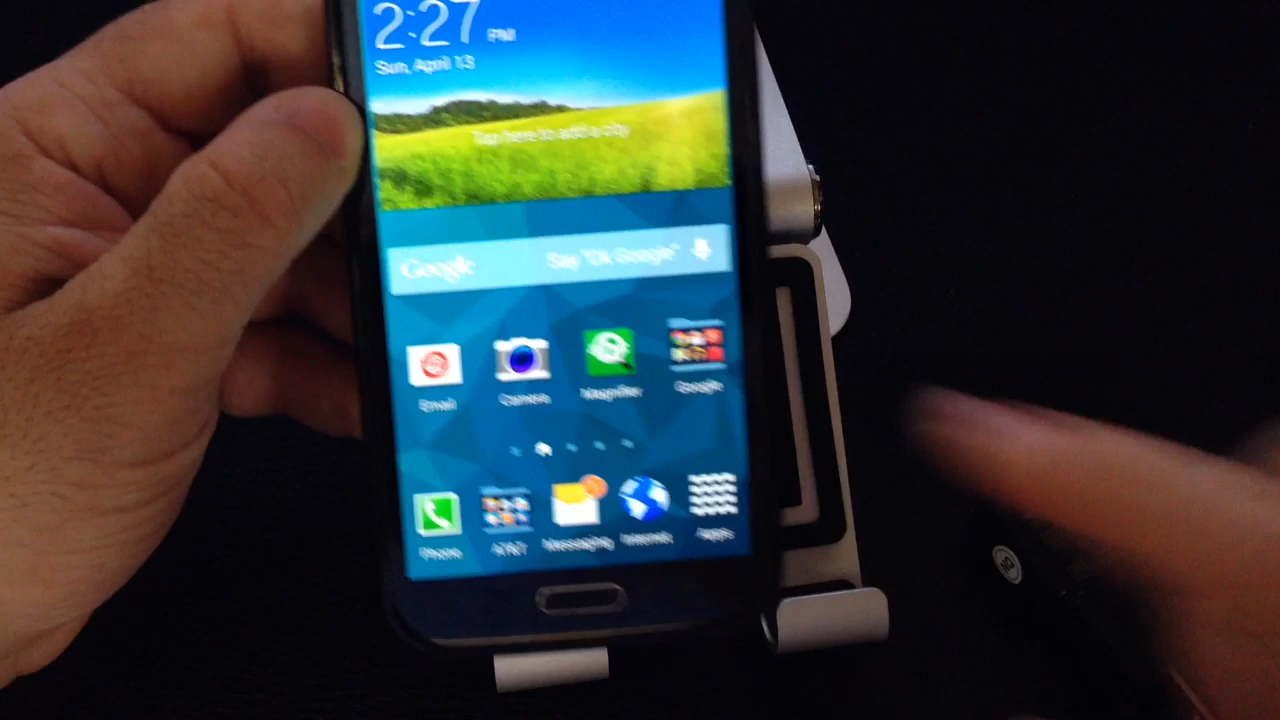 2:27 PM
Sun, April 13
Tap here to add a city
Google Say "Ok Google"
Email Camera Magnifier Google
Phone AT&T Messaging Internet Apps